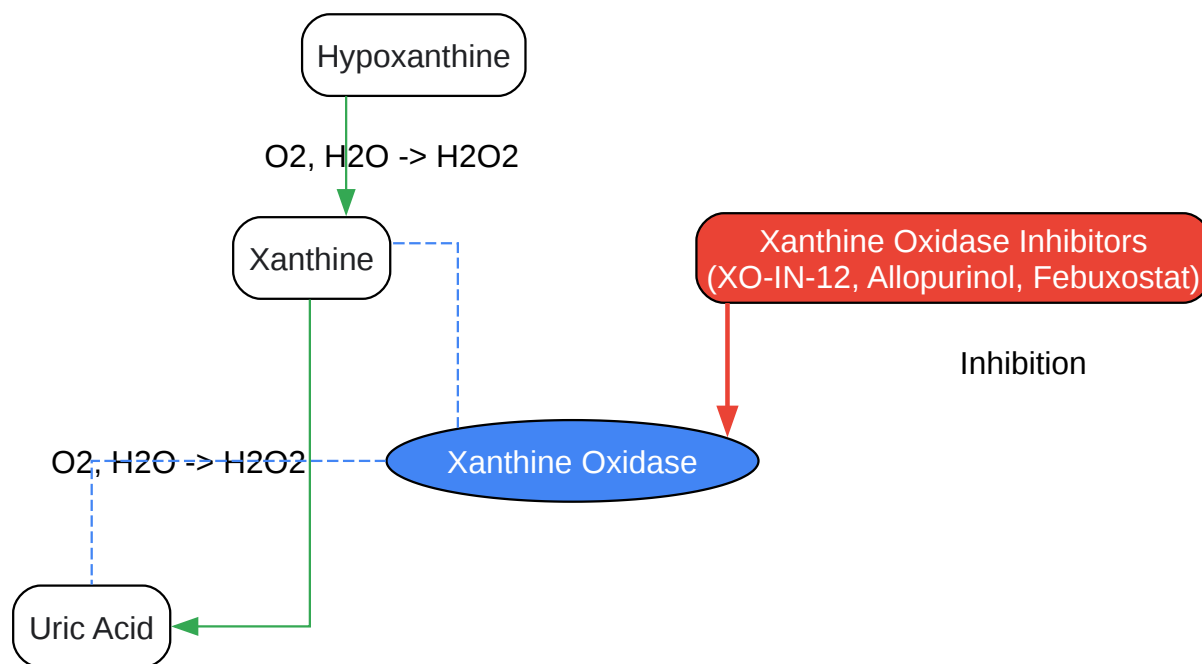 Hypoxanthine
O2, H2O -> H2O2
Xanthine
Xanthine Oxidase Inhibitors
(XO-IN-12, Allopurinol, Febuxostat)
Inhibition
O2, H2O -> H2O2
Xanthine Oxidase
Uric Acid